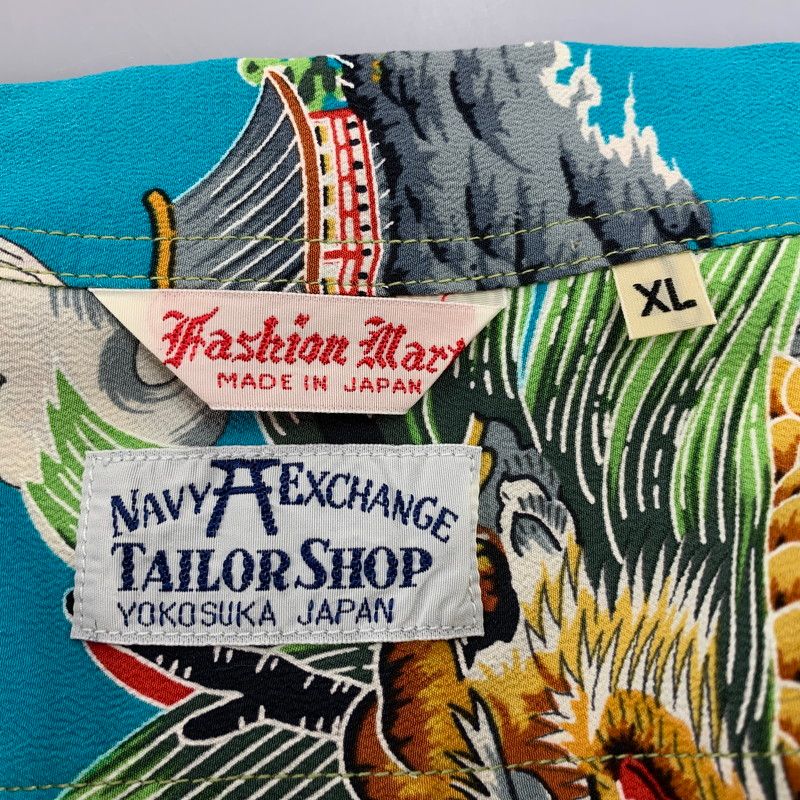 Fashion Mart
MADE IN JAPAN
XL
NAVY EXCHANGE
TAILOR SHOP
YOKOSUKA JAPAN